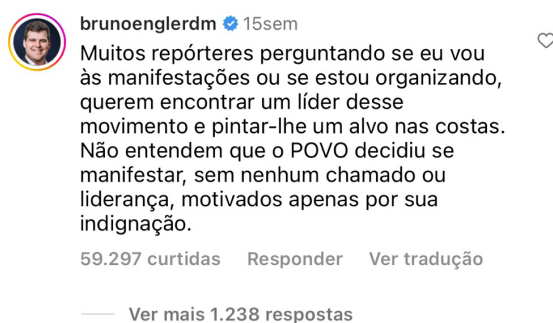 brunoenglerdm 15sem
Muitos repórteres perguntando se eu vou
às manifestações ou se estou organizando,
querem encontrar um líder desse
movimento e pintar-lhe um alvo nas costas.
Não entendem que o POVO decidiu se
manifestar, sem nenhum chamado ou
liderança, motivados apenas por sua
indignação.
59.297 curtidas Responder Ver tradução
Ver mais 1.238 respostas